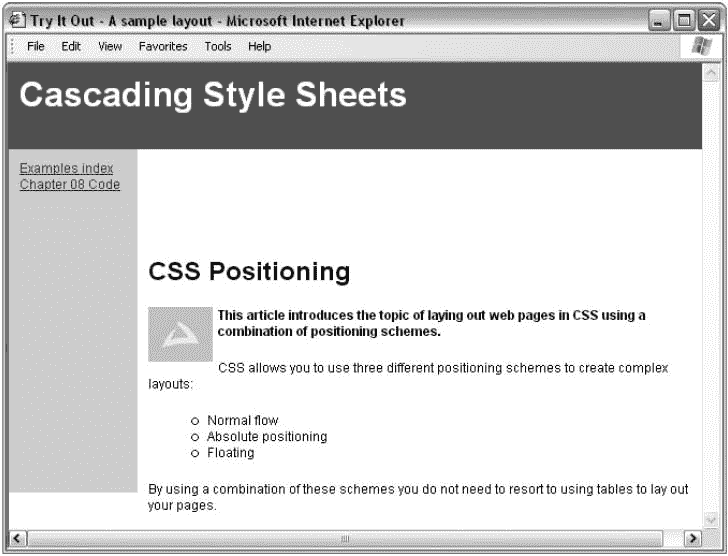 Try It Out - A sample layout - Microsoft Internet Explorer
File Edit View Favorites Tools Help
Cascading Style Sheets
Examples index
Chapter 08 Code
CSS Positioning
This article introduces the topic of laying out web pages in CSS using a
combination of positioning schemes.
CSS allows you to use three different positioning schemes to create complex
layouts:
Normal flow
Absolute positioning
Floating
By using a combination of these schemes you do not need to resort to using tables to lay out
your pages.